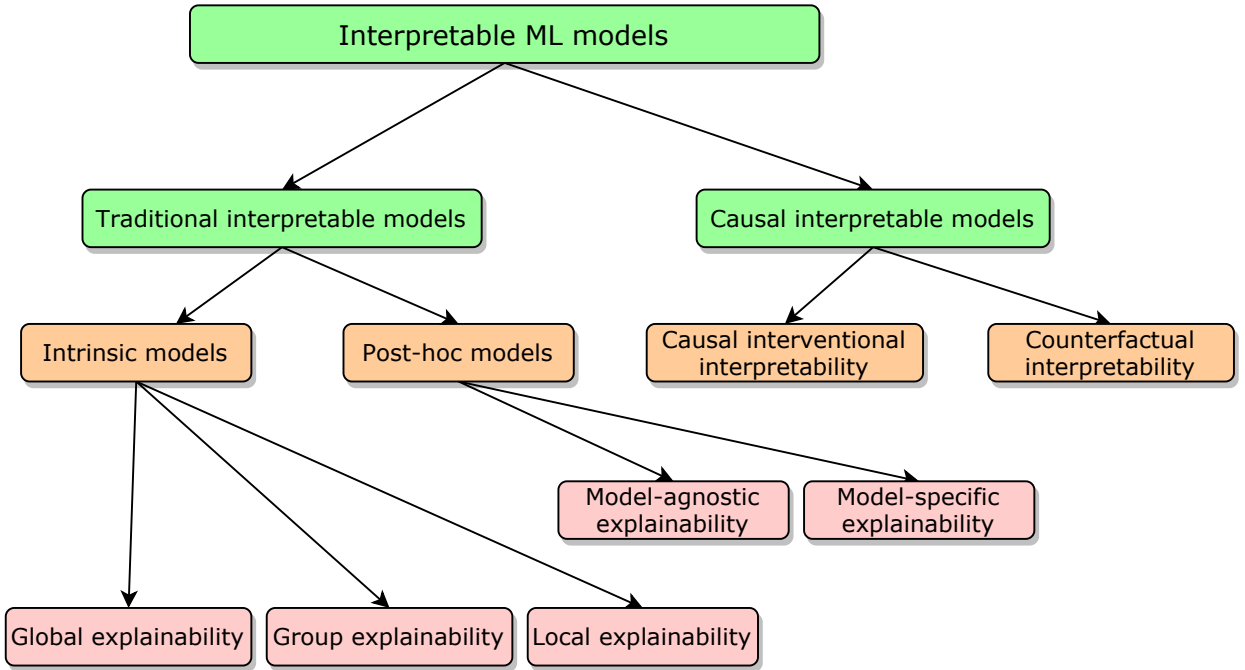 Interpretable ML models
Traditional interpretable models
Causal interpretable models
Intrinsic models
Post-hoc models
Causal interventional
interpretability
Counterfactual
interpretability
Model-agnostic
explainability
Model-specific
explainability
Global explainability
Group explainability
Local explainability